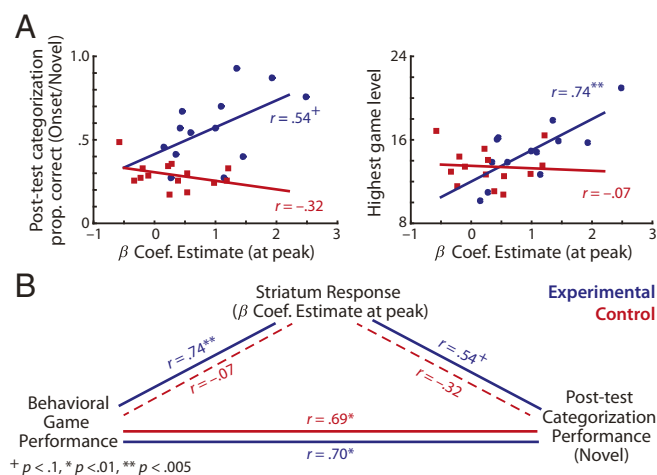 A
Post-test categorization
prop. correct (Onset/Novel)
1.0
.5
0
−1
0
1
2
3
β Coef. Estimate (at peak)
r = .54+
r = −.32
Highest game level
24
20
16
12
8
−1
0
1
2
3
β Coef. Estimate (at peak)
r = .74**
r = −.07
B
Striatum Response
(β Coef. Estimate at peak)
Experimental
Control
r = .74**
r = −.07
r = .54+
r = −.32
Behavioral
Game
Performance
r = .69*
r = .70*
Post-test
Categorization
Performance
(Novel)
+ p < .1, * p <.01, ** p < .005